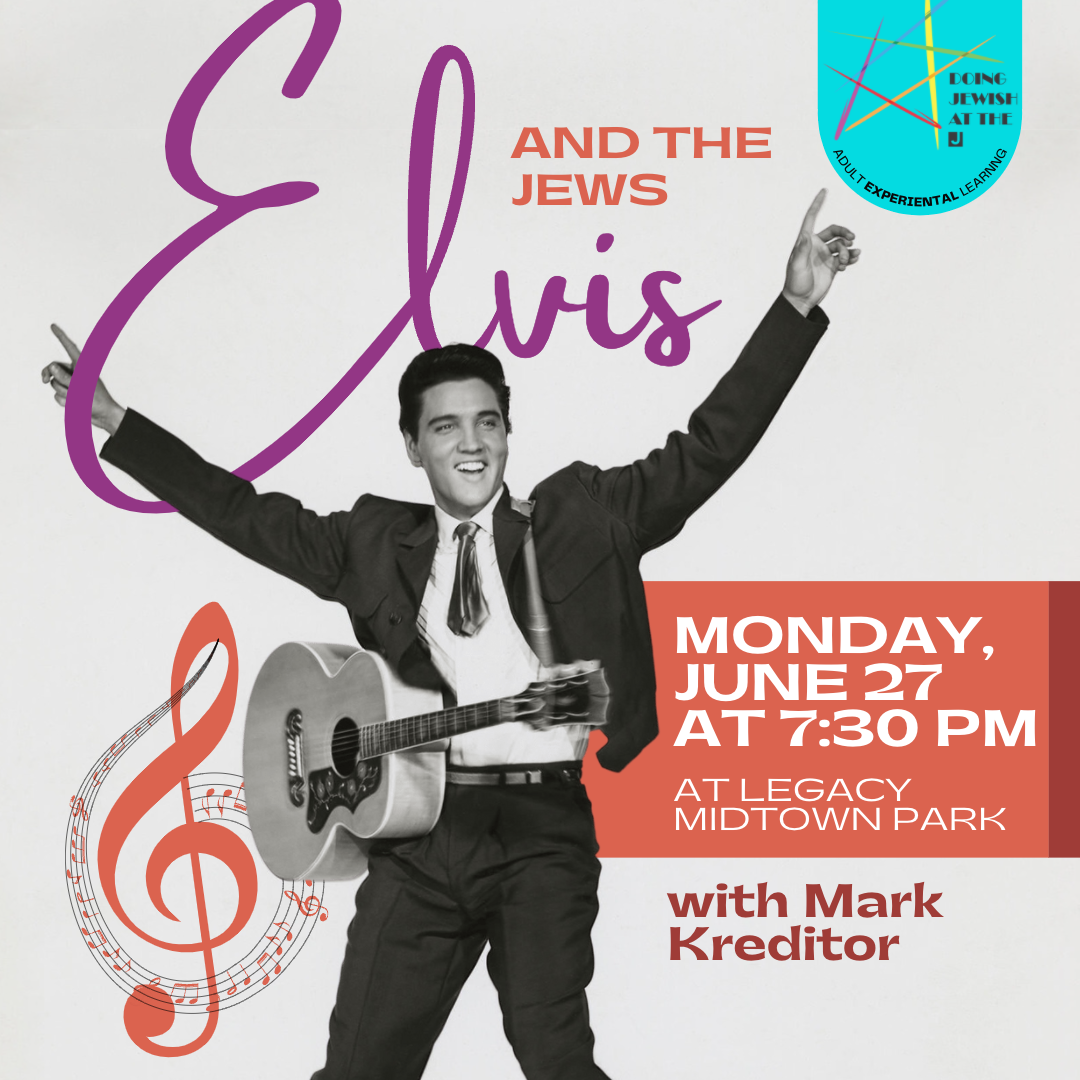 Elvis
AND THE
JEWS
DOING
JEWISH
AT THE
J
ADULT EXPERIENTAL LEARNNG
MONDAY,
JUNE 27
AT 7:30 PM
AT LEGACY
MIDTOWN PARK
with Mark
Kreditor